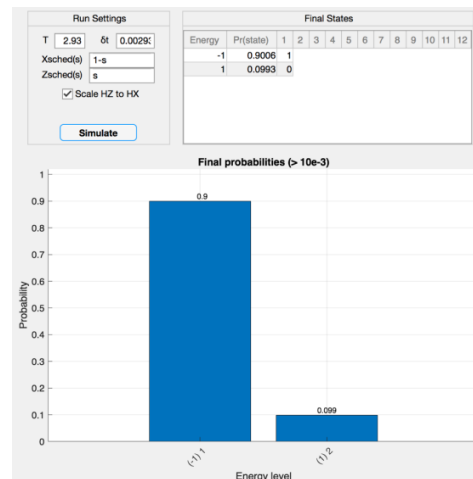 Run Settings
T 2.93 δt 0.00293
Xsched(s) 1-s
Zsched(s) s
Scale HZ to HX
Simulate
Final States
Energy Pr(state) 1 2 3 4 5 6 7 8 9 10 11 12
-1 0.9006 1
1 0.0993 0
Final probabilities (> 10e-3)
1
0.9
0.8
0.7
0.6
0.5
0.4
0.3
0.2
0.1
0
Probability
0.9
0.099
(-1) 1
(1) 2
Energy level